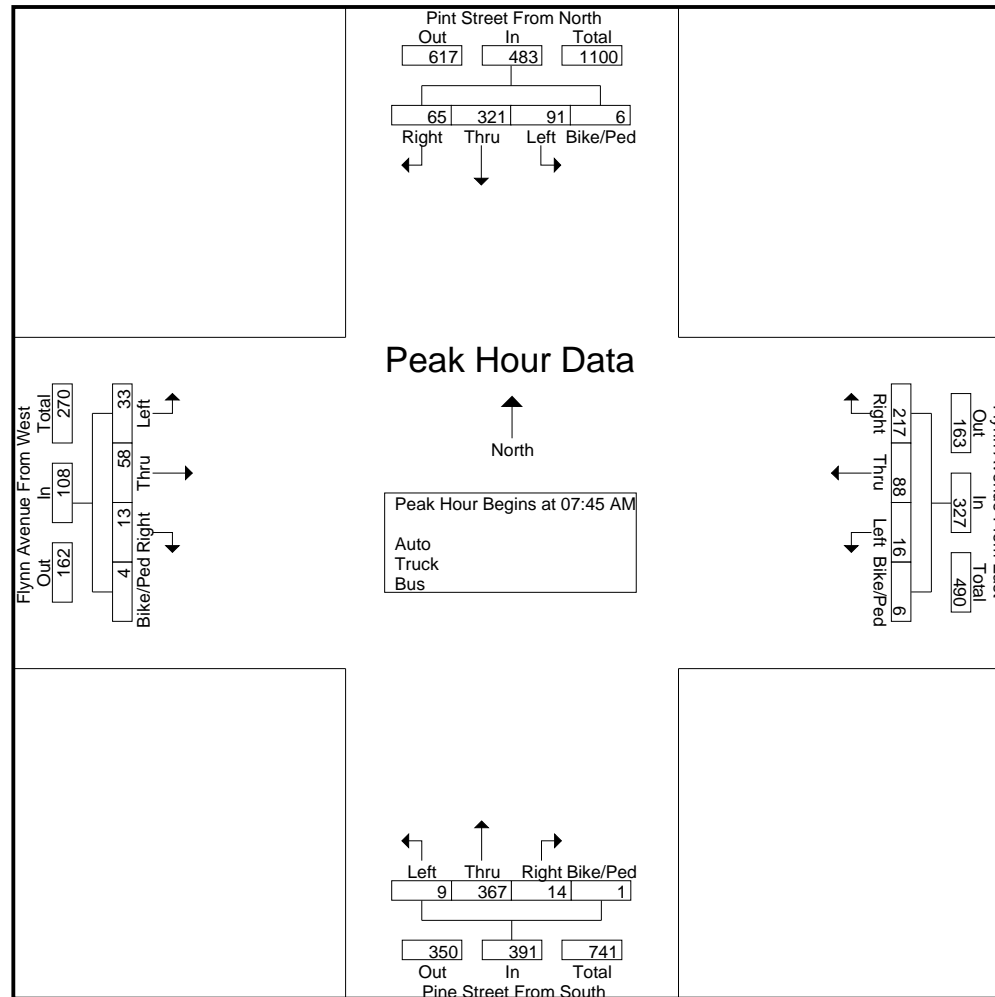 Pint Street From North
Out In Total
617 483 1100
65 321 91 6
Right Thru Left Bike/Ped
Peak Hour Data
North
Peak Hour Begins at 07:45 AM
Auto
Truck
Bus
Flynn Avenue From West
Total In Out
270 108 162
33 58 13 4
Left Thru Right Bike/Ped
Right Thru Left Bike/Ped
217 88 16 6
163 327 490
Out In Total
Left Thru Right Bike/Ped
9 367 14 1
350 391 741
Out In Total
Pine Street From South